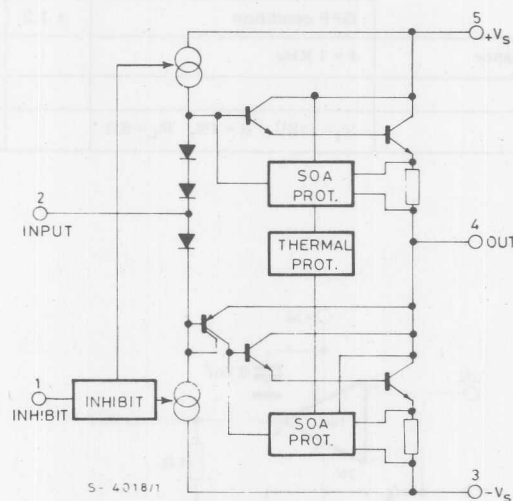 5
+Vs
SOA
PROT.
2
INPUT
4
OUT
THERMAL
PROT.
1
INHIBIT
INHIBIT
SOA
PROT.
S- 4018/1
3
-Vs